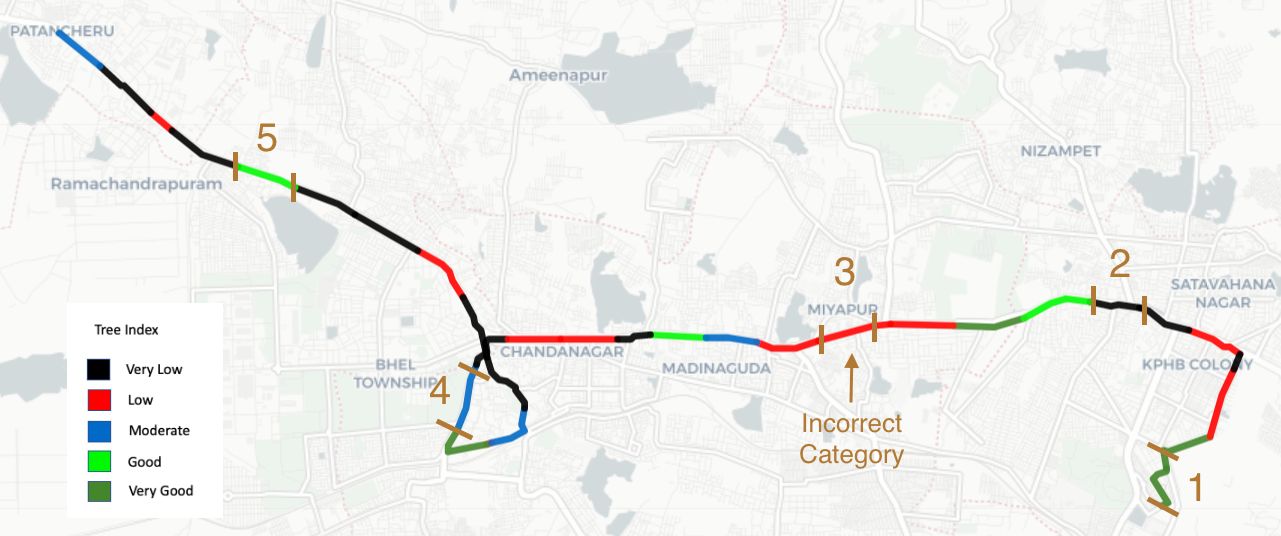 PATANCHERU
Ameenapur
5
NIZAMPET
Ramachandrapuram
2
3
SATAVAHANA
NAGAR
MIYAPUR
Tree Index
CHANDANAGAR
MADINAGUDA
KPHB COLONY
BHEL
TOWNSHIP
4
Very Low
Low
Moderate
Good
Very Good
Incorrect
Category
1